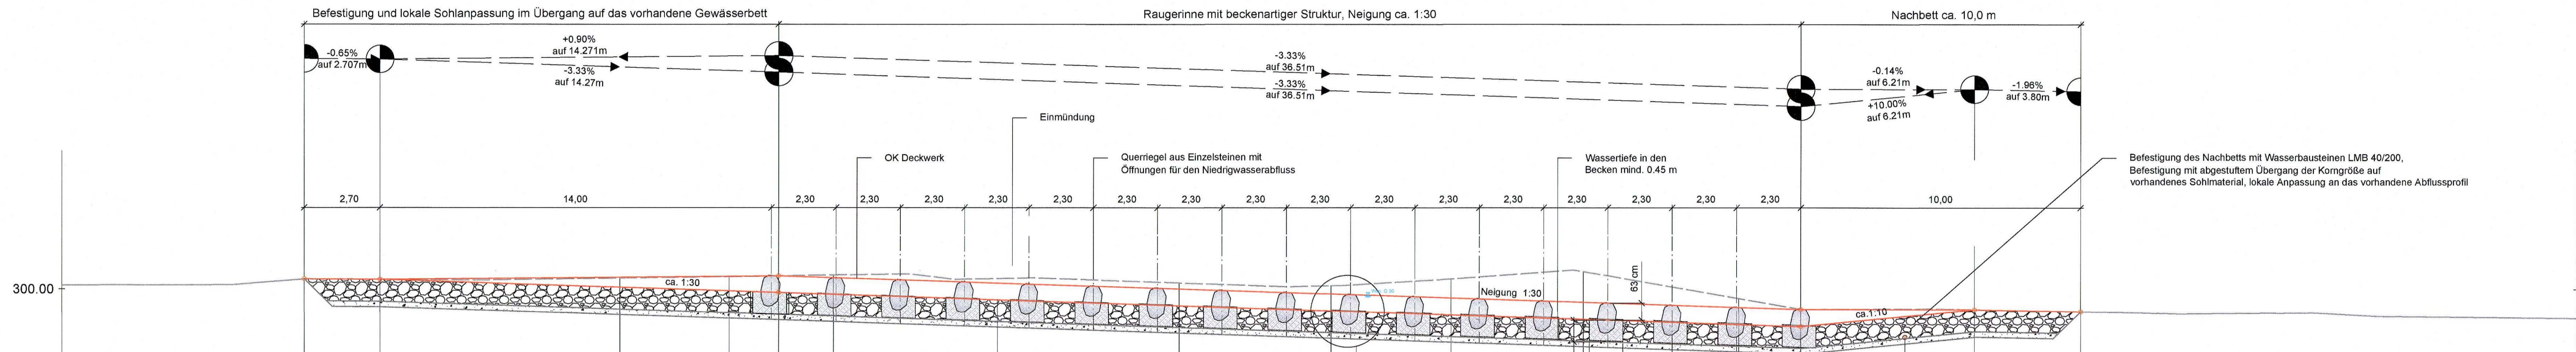 Befestigung und lokale Sohlanpassung im Übergang auf das vorhandene Gewässerbett
Raugerinne mit beckenartiger Struktur, Neigung ca. 1:30
Nachbett ca. 10,0 m
-0.65%
auf 2.707m
+0.90%
auf 14.271m
-3.33%
auf 14.27m
-3.33%
auf 36.51m
-3.33%
auf 36.51m
-0.14%
auf 6.21m
+10.00%
auf 6.21m
-1.96%
auf 3.80m
Einmündung
OK Deckwerk
Querriegel aus Einzelsteinen mit
Öffnungen für den Niedrigwasserabfluss
Wassertiefe in den
Becken mind. 0.45 m
Befestigung des Nachbetts mit Wasserbausteinen LMB 40/200,
Befestigung mit abgestuftem Übergang der Korngröße auf
vorhandenes Sohlmaterial, lokale Anpassung an das vorhandene Abflussprofil
2,70 14,00 2,30 2,30 2,30 2,30 2,30 2,30 2,30 2,30 2,30 2,30 2,30 2,30 2,30 2,30 2,30 2,30 10,00
300.00
ca. 1:30
Neigung 1:30
63 cm
ca.1:10